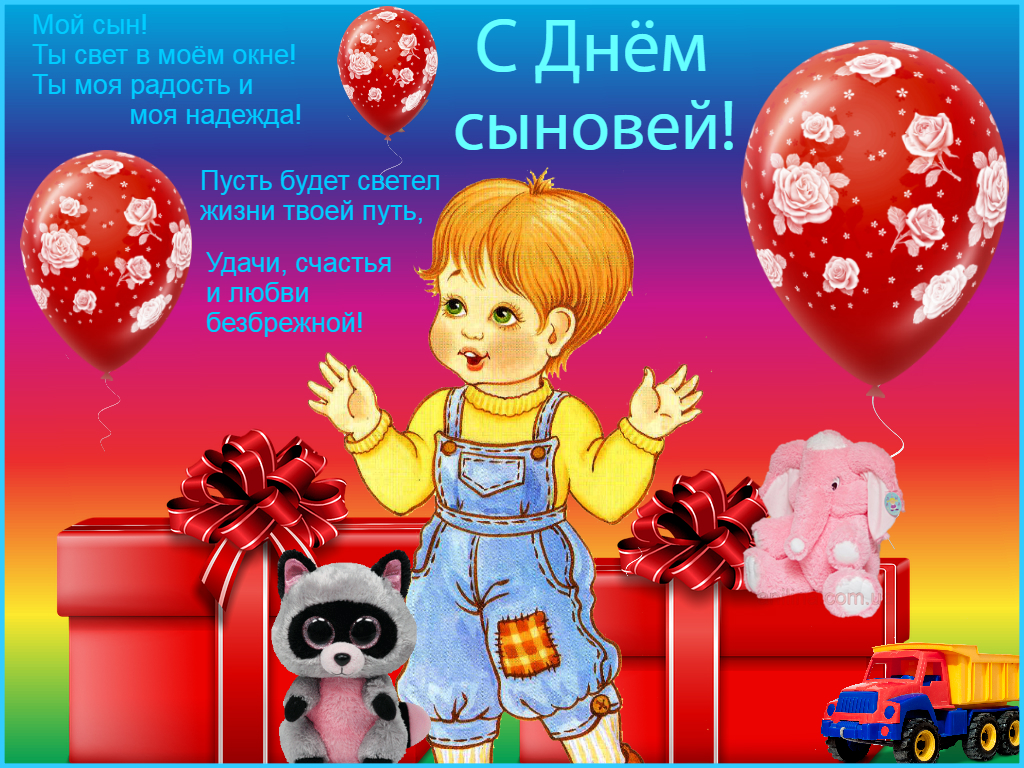 Мой сын!
Ты свет в моём окне!
Ты моя радость и
моя надежда!
С Днём
сыновей!
Пусть будет светел
жизни твоей путь,
Удачи, счастья
и любви
безбрежной!